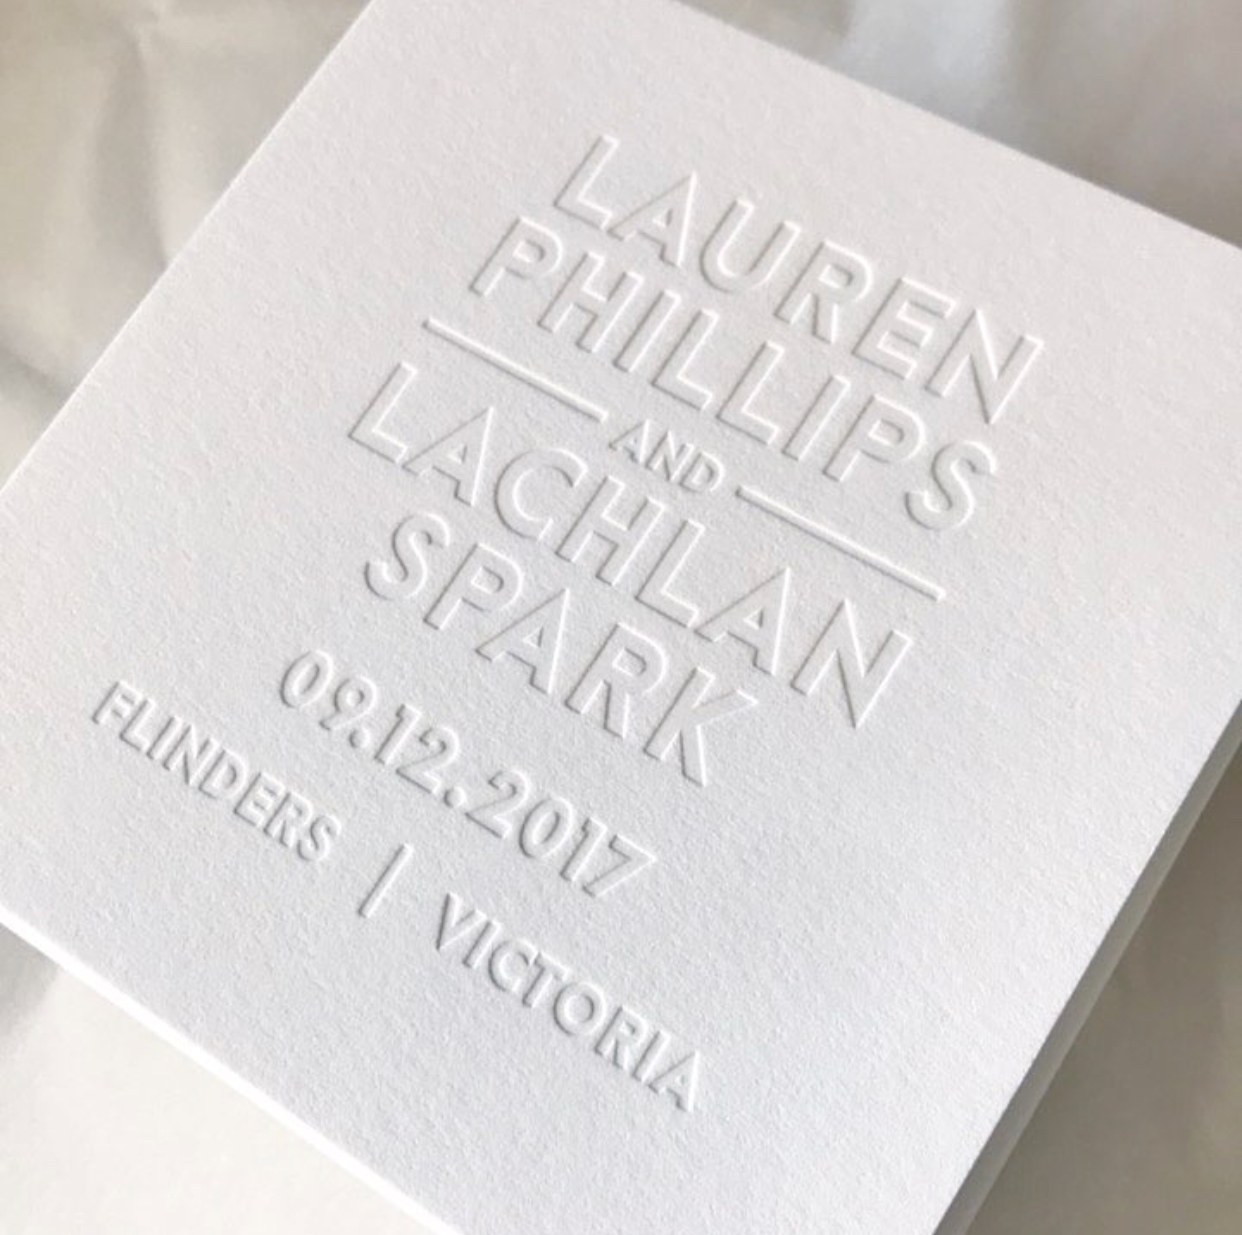 LAUREN
PHILLIPS
AND
LACHLAN
SPARK
09.12.2017
FLINDERS | VICTORIA